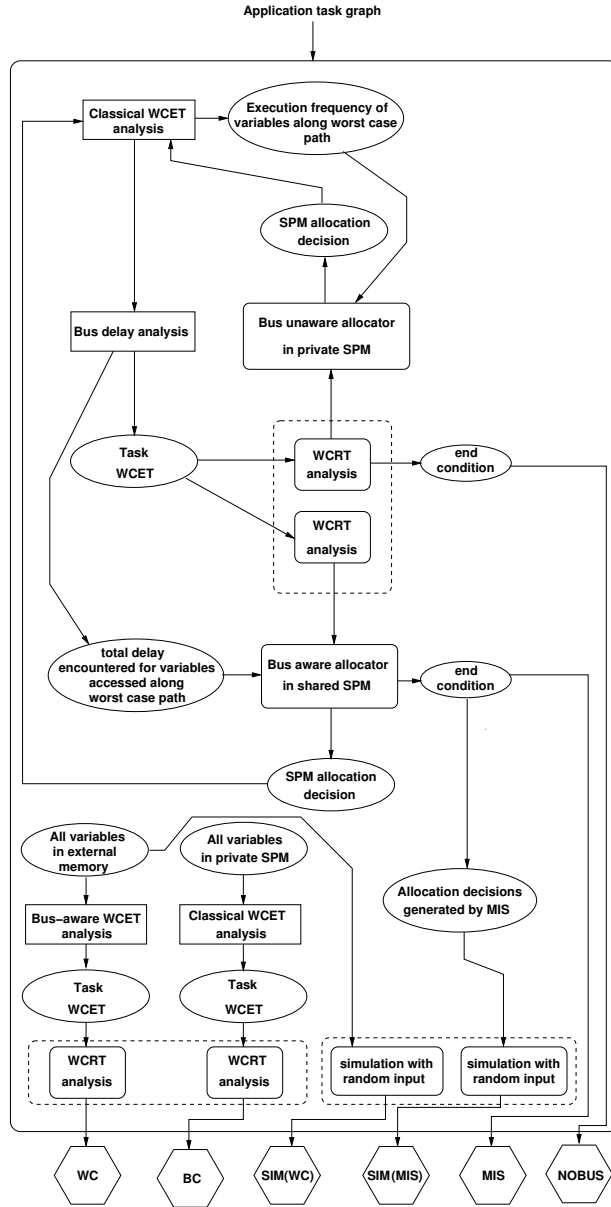 Application task graph
Classical WCET
analysis
Execution frequency of
variables along worst case
path
SPM allocation
decision
Bus delay analysis
Bus unaware allocator
in private SPM
Task
WCET
WCRT
analysis
end
condition
WCRT
analysis
total delay
encountered for variables
accessed along
worst case path
Bus aware allocator
in shared SPM
end
condition
SPM allocation
decision
All variables
in external
memory
All variables
in private SPM
Allocation decisions
generated by MIS
Bus-aware WCET
analysis
Classical WCET
analysis
Task
WCET
Task
WCET
WCRT
analysis
WCRT
analysis
simulation with
random input
simulation with
random input
WC
BC
SIM(WC)
SIM(MIS)
MIS
NOBUS